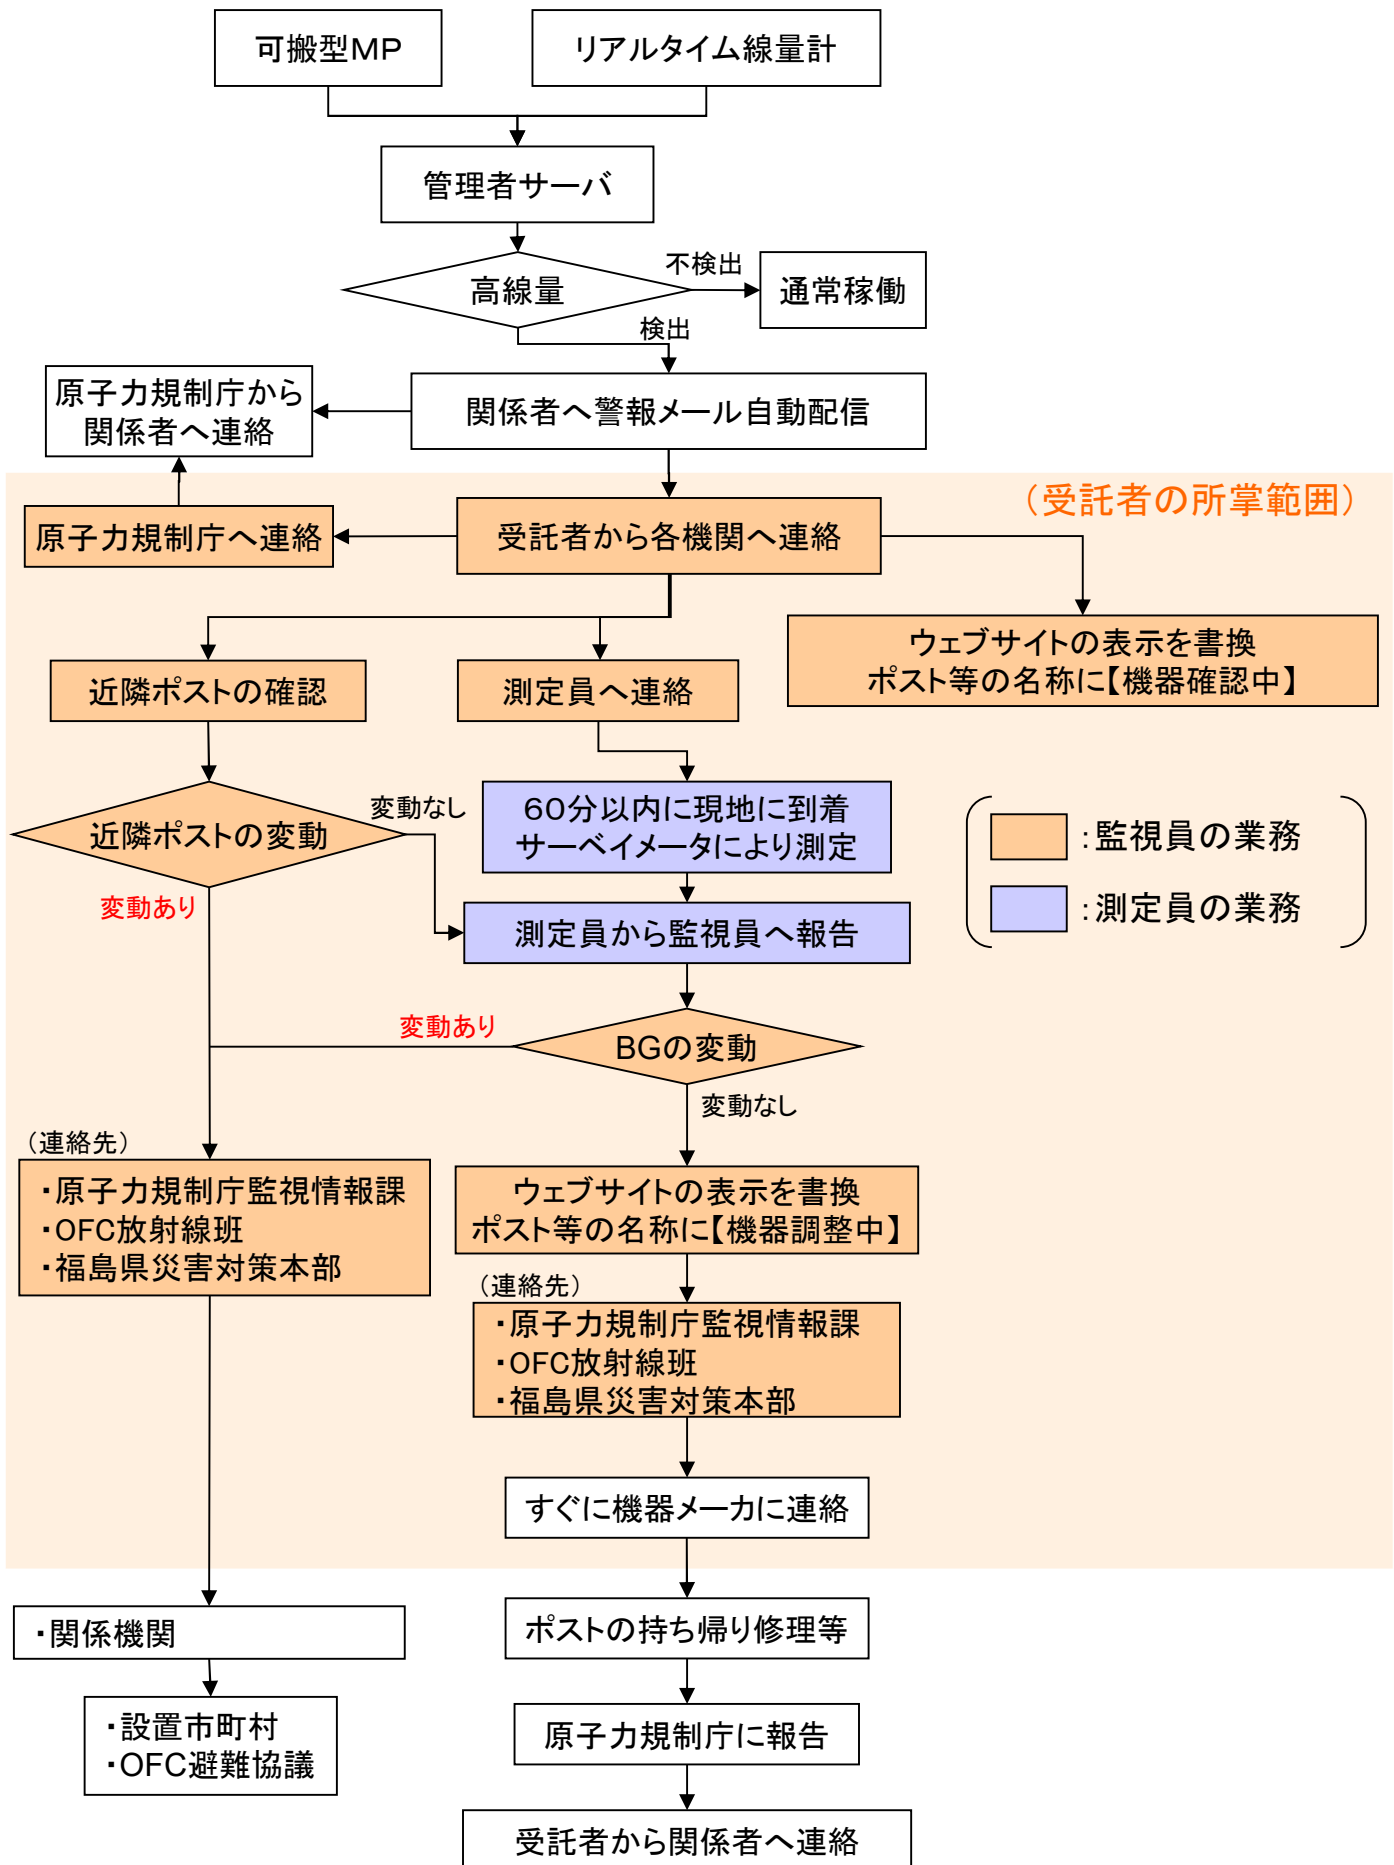 可搬型MP
リアルタイム線量計
管理者サーバ
高線量
不検出
通常稼働
検出
原子力規制庁から
関係者へ連絡
関係者へ警報メール自動配信
（受託者の所掌範囲）
原子力規制庁へ連絡
受託者から各機関へ連絡
ウェブサイトの表示を書換
ポスト等の名称に【機器確認中】
近隣ポストの確認
測定員へ連絡
近隣ポストの変動
変動なし
変動あり
60分以内に現地に到着
サーベイメータにより測定
：監視員の業務
：測定員の業務
測定員から監視員へ報告
変動あり
BGの変動
変動なし
（連絡先）
・原子力規制庁監視情報課
・OFC放射線班
・福島県災害対策本部
ウェブサイトの表示を書換
ポスト等の名称に【機器調整中】
（連絡先）
・原子力規制庁監視情報課
・OFC放射線班
・福島県災害対策本部
すぐに機器メーカに連絡
・関係機関
ポストの持ち帰り修理等
・設置市町村
・OFC避難協議
原子力規制庁に報告
受託者から関係者へ連絡